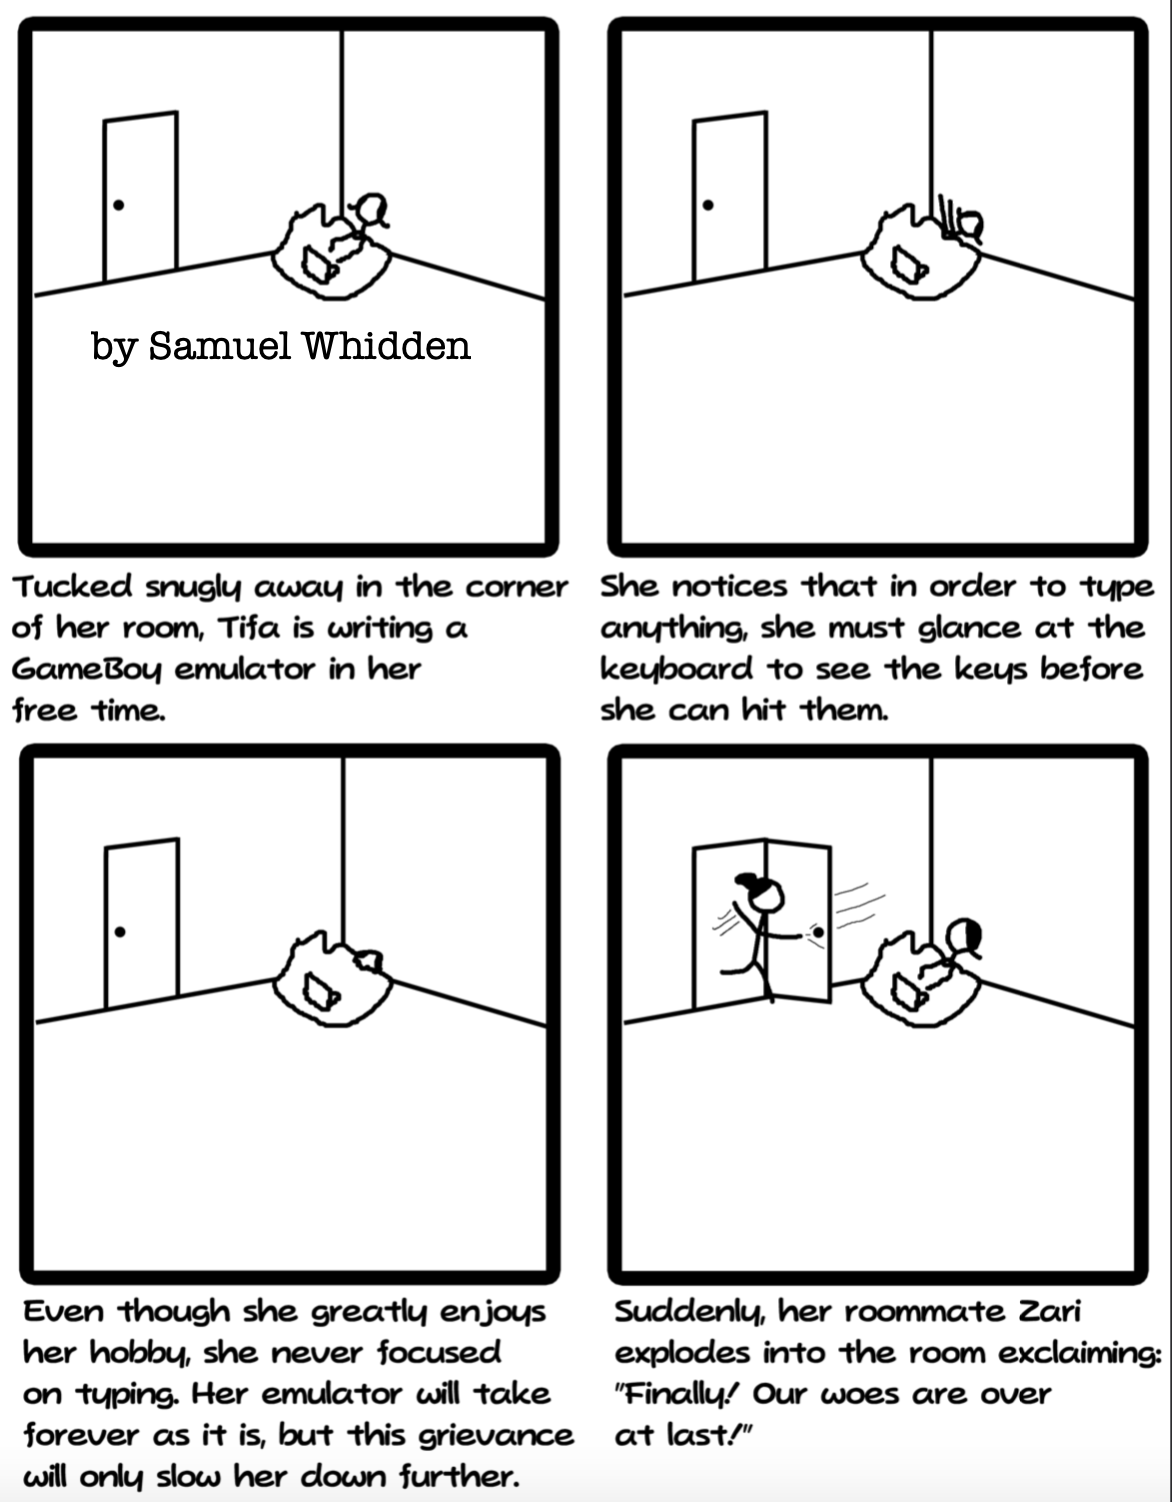 by Samuel Whidden
Tucked snugly away in the corner
of her room, Tifa is writing a
GameBoy emulator in her
free time.
She notices that in order to type
anything, she must glance at the
keyboard to see the keys before
she can hit them.
Even though she greatly enjoys
her hobby, she never focused
on typing. Her emulator will take
forever as it is, but this grievance
will only slow her down further.
Suddenly, her roommate Zari
explodes into the room exclaiming:
"Finally! Our woes are over
at last!"